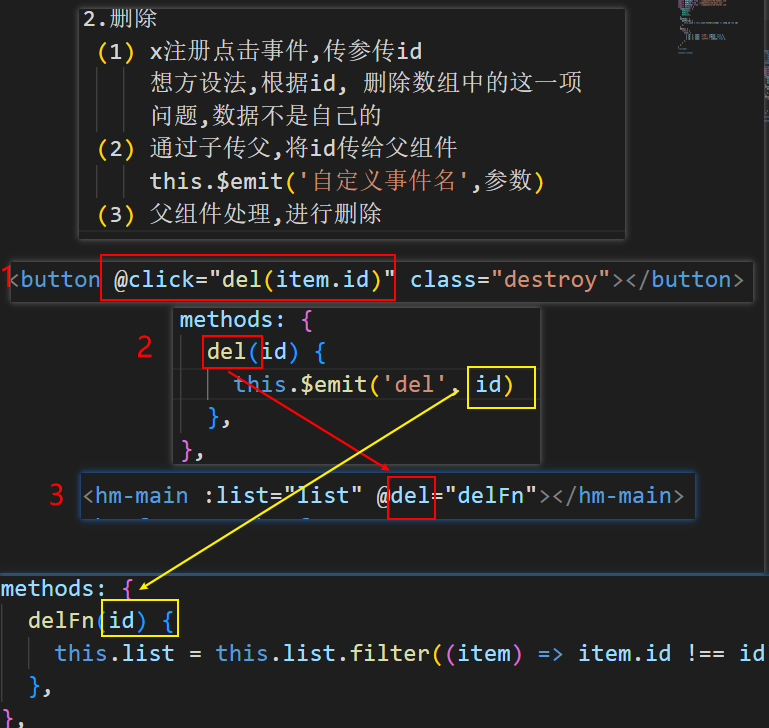 2.删除
(1) x注册点击事件,传参传id
想方设法,根据id, 删除数组中的这一项
问题,数据不是自己的
(2) 通过子传父,将id传给父组件
this.$emit('自定义事件名',参数)
(3) 父组件处理,进行删除
1
<button @click="del(item.id)" class="destroy"></button>
methods: {
2
del(id) {
this.$emit('del', id)
},
},
3
<hm-main :list="list" @del="delFn"></hm-main>
methods: {
delFn(id) {
this.list = this.list.filter((item) => item.id !== id
},
},